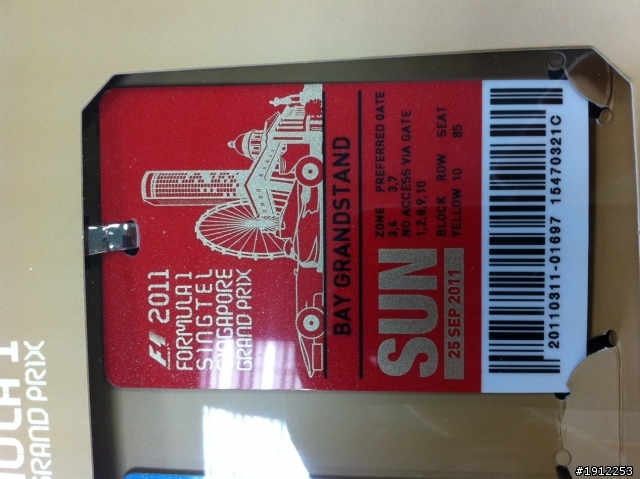 F1 2011
FORMULA 1
SINGTEL
SINGAPORE
GRAND PRIX
BAY GRANDSTAND
SUN
25 SEP 2011
ZONE PREFERRED GATE
3,4 3,7
NO ACCESS VIA GATE
1,2,8,9,10
BLOCK ROW SEAT
YELLOW 10 85
20110311-01697 15470321C
GRAND PRIX
#1912253